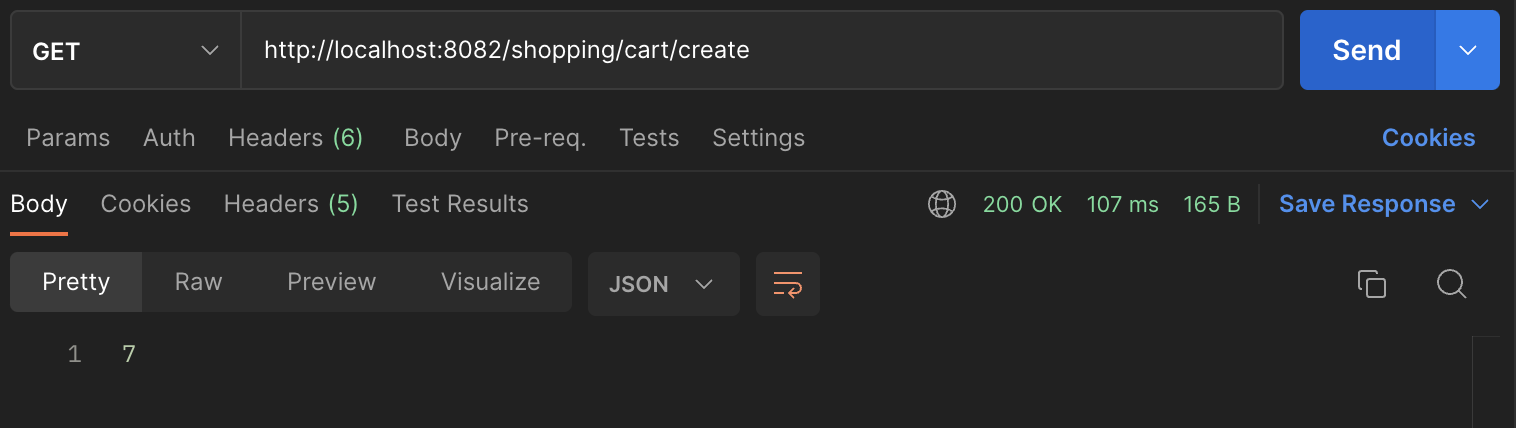 GET http://localhost:8082/shopping/cart/create Send
Params Auth Headers (6) Body Pre-req. Tests Settings Cookies
Body Cookies Headers (5) Test Results 200 OK 107 ms 165 B Save Response
Pretty Raw Preview Visualize JSON
1 7